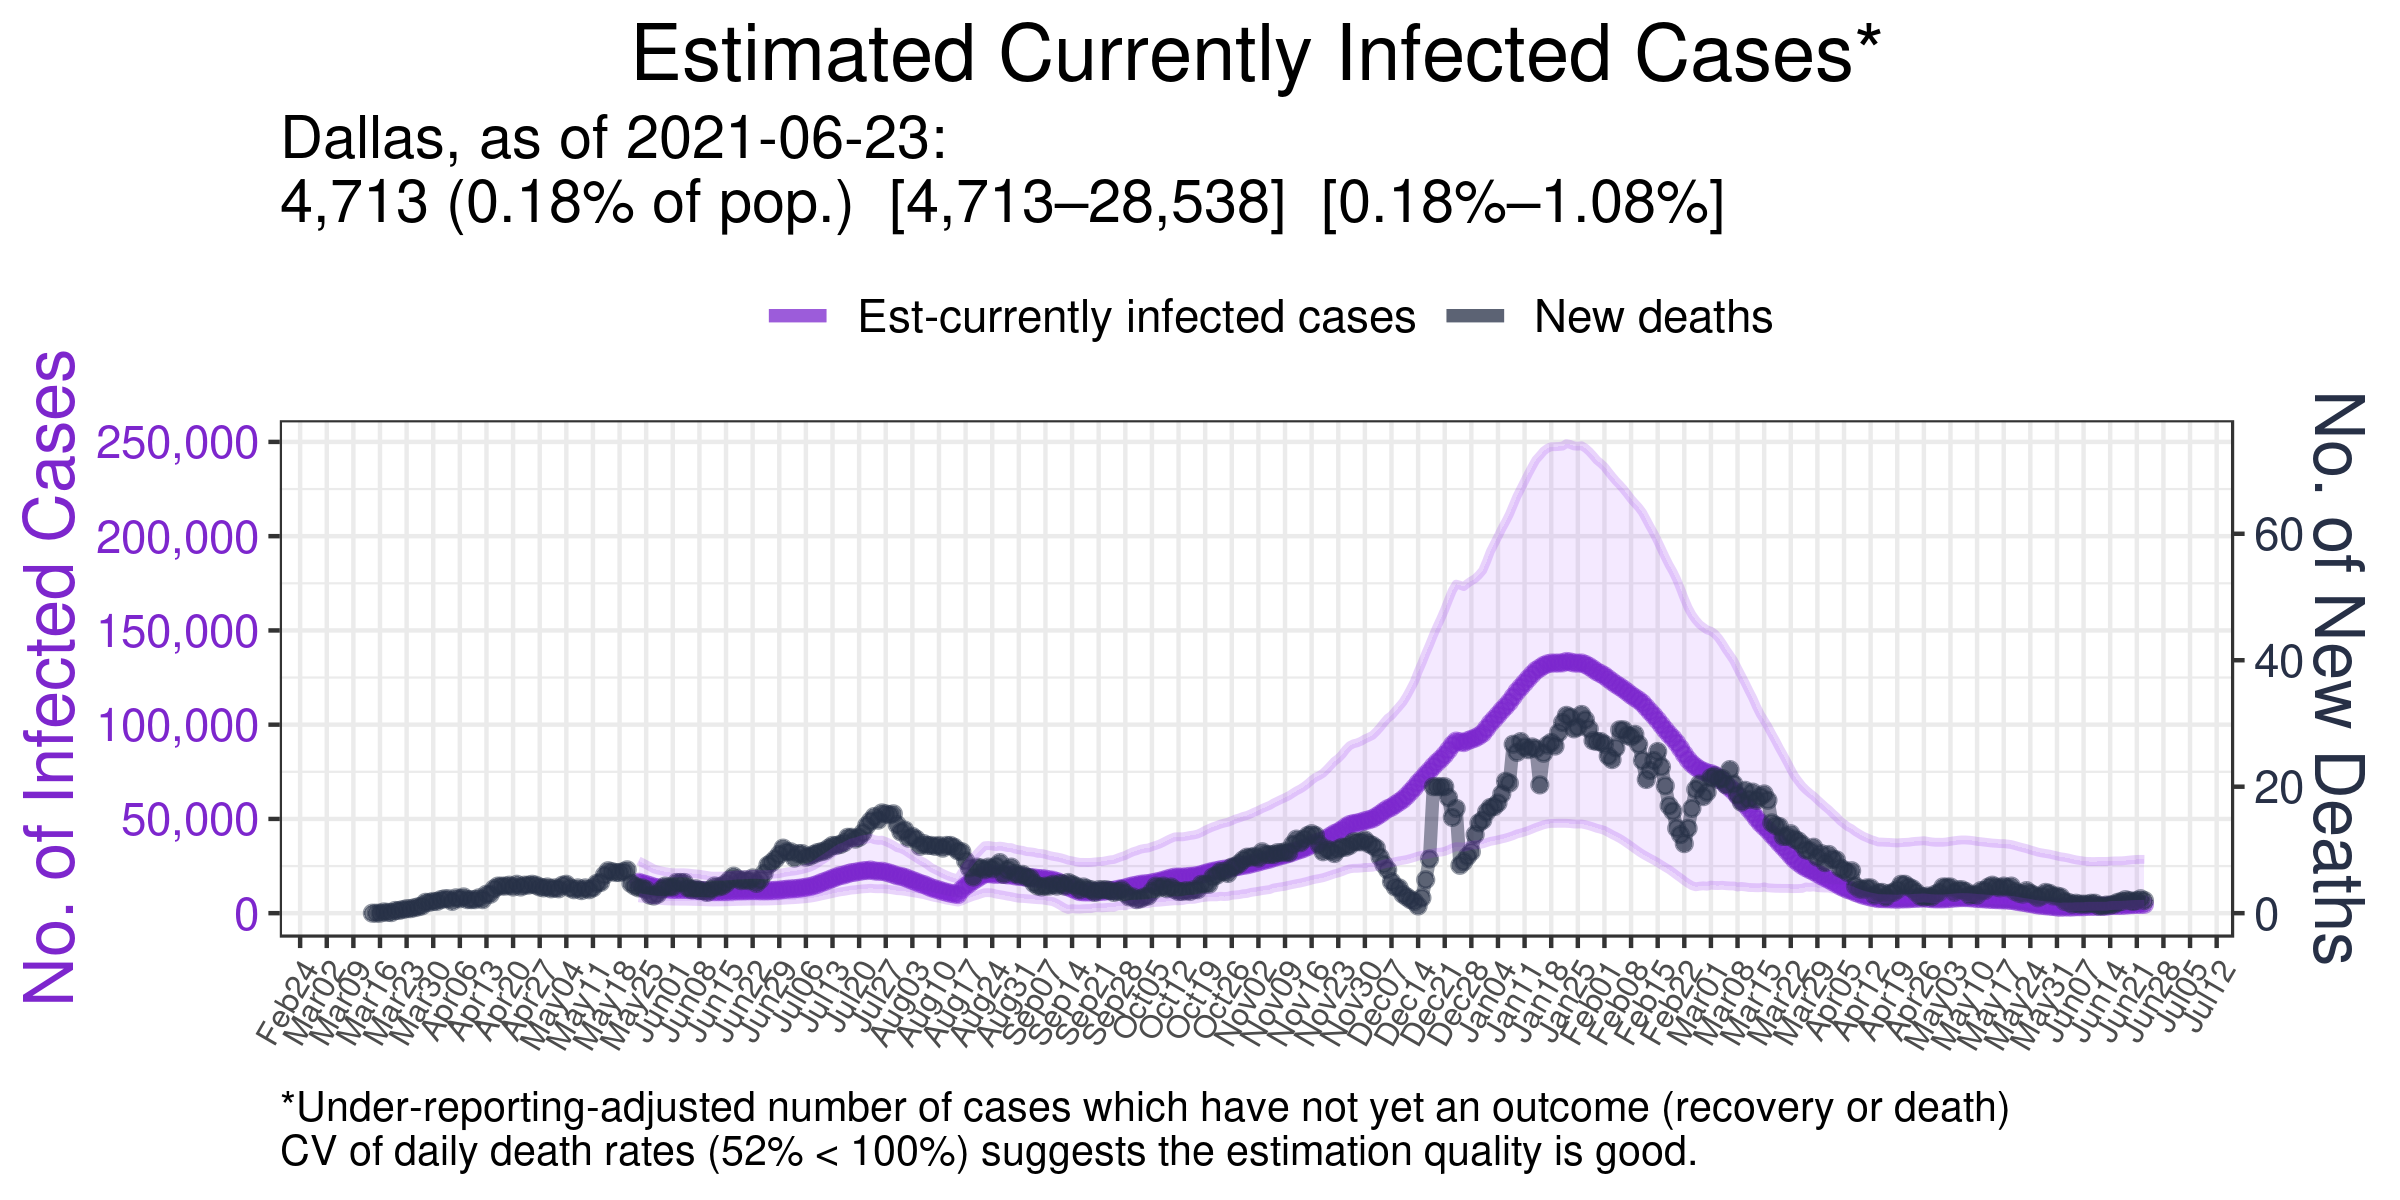 Estimated Currently Infected Cases*
Dallas, as of 2021-06-23:
4,713 (0.18% of pop.) [4,713–28,538] [0.18%–1.08%]
Est-currently infected cases
New deaths
No. of Infected Cases
250,000
200,000
150,000
100,000
50,000
0
No. of New Deaths
60
40
20
0
Feb24
Mar02
Mar09
Mar16
Mar23
Mar30
Apr06
Apr13
Apr20
Apr27
May04
May11
May18
May25
Jun01
Jun08
Jun15
Jun22
Jun29
Jul06
Jul13
Jul20
Jul27
Aug03
Aug10
Aug17
Aug24
Aug31
Sep07
Sep14
Sep21
Sep28
Oct05
Oct12
Oct19
Oct26
Nov02
Nov09
Nov16
Nov23
Nov30
Dec07
Dec14
Dec21
Dec28
Jan04
Jan11
Jan18
Jan25
Feb01
Feb08
Feb15
Feb22
Mar01
Mar08
Mar15
Mar22
Mar29
Apr05
Apr12
Apr19
Apr26
May03
May10
May17
May24
May31
Jun07
Jun14
Jun21
Jun28
Jul05
Jul12
*Under-reporting-adjusted number of cases which have not yet an outcome (recovery or death)
CV of daily death rates (52% < 100%) suggests the estimation quality is good.